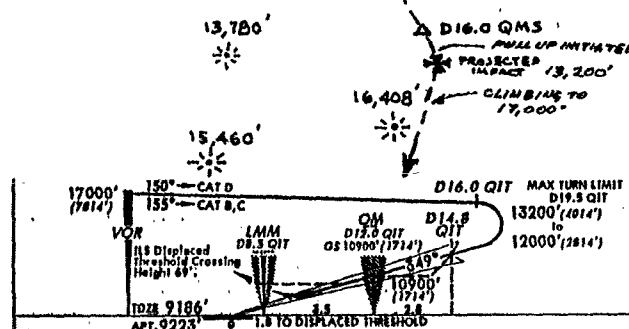 13,780'
D16.0 QMS
PULL UP INITIATED
PROJECTED
IMPACT 13,200'
16,408'
CLIMBING TO
17,000'
15,460'
17000'
(7814')
VOR
150° CAT D
155° CAT B,C
D16.0 QIT
MAX TURN LIMIT
D19.5 QIT
13200' (4014')
to
12000' (2814')
LMM
D8.5 QIT
OM
D12.0 QIT
GS 10900' (1714')
D14.8
QIT
ILS Displaced
Threshold Crossing
Height 69'.
349°
10900'
(1714')
TDZE 9186'
APT. 9223'
0
3.5
2.8
1.8 TO DISPLACED THRESHOLD